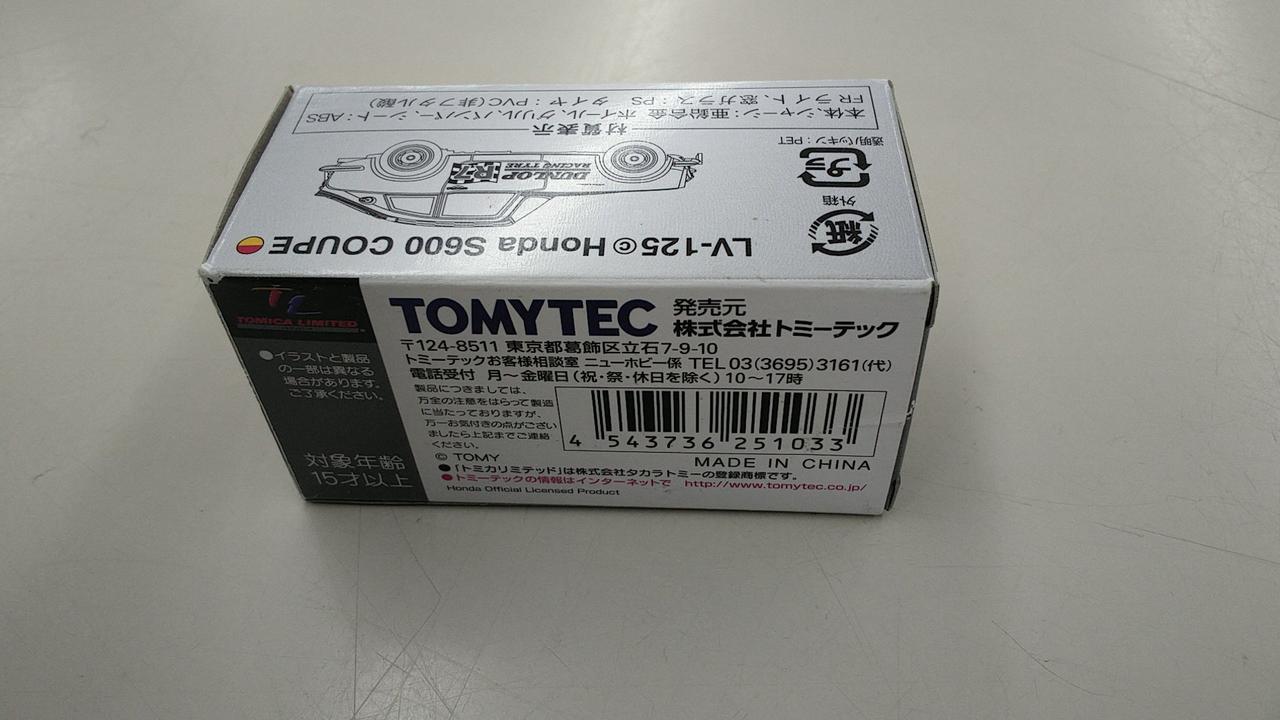 材質表示
本体、シャーシ：亜鉛合金 ホイール、グリル、バンパー、シート：ABS
FRライト、窓ガラス：PS タイヤ：PVC(非フタル酸)
透明パッキン：PET
プラ
外箱
紙
DUNLOP
RACING TYRE
R7
LV-125 c Honda S600 COUPE
TL
TOMICA LIMITED
●イラストと製品
の一部は異なる
場合があります。
ご了承ください。
対象年齢
15才以上
TOMYTEC 発売元
株式会社トミーテック
〒124-8511 東京都葛飾区立石7-9-10
トミーテックお客様相談室 ニューホビー係 TEL 03(3695)3161(代)
電話受付 月〜金曜日(祝・祭・休日を除く)10〜17時
製品につきましては、
万全の注意をはらって製造
に当たっておりますが、
万一お気付きの点がござい
ましたら上記までご連絡
ください。
4 543736 251033
© TOMY
MADE IN CHINA
●「トミカリミテッド」は株式会社タカラトミーの登録商標です。
●トミーテックの情報はインターネットで http://www.tomytec.co.jp/
Honda Official Licensed Product